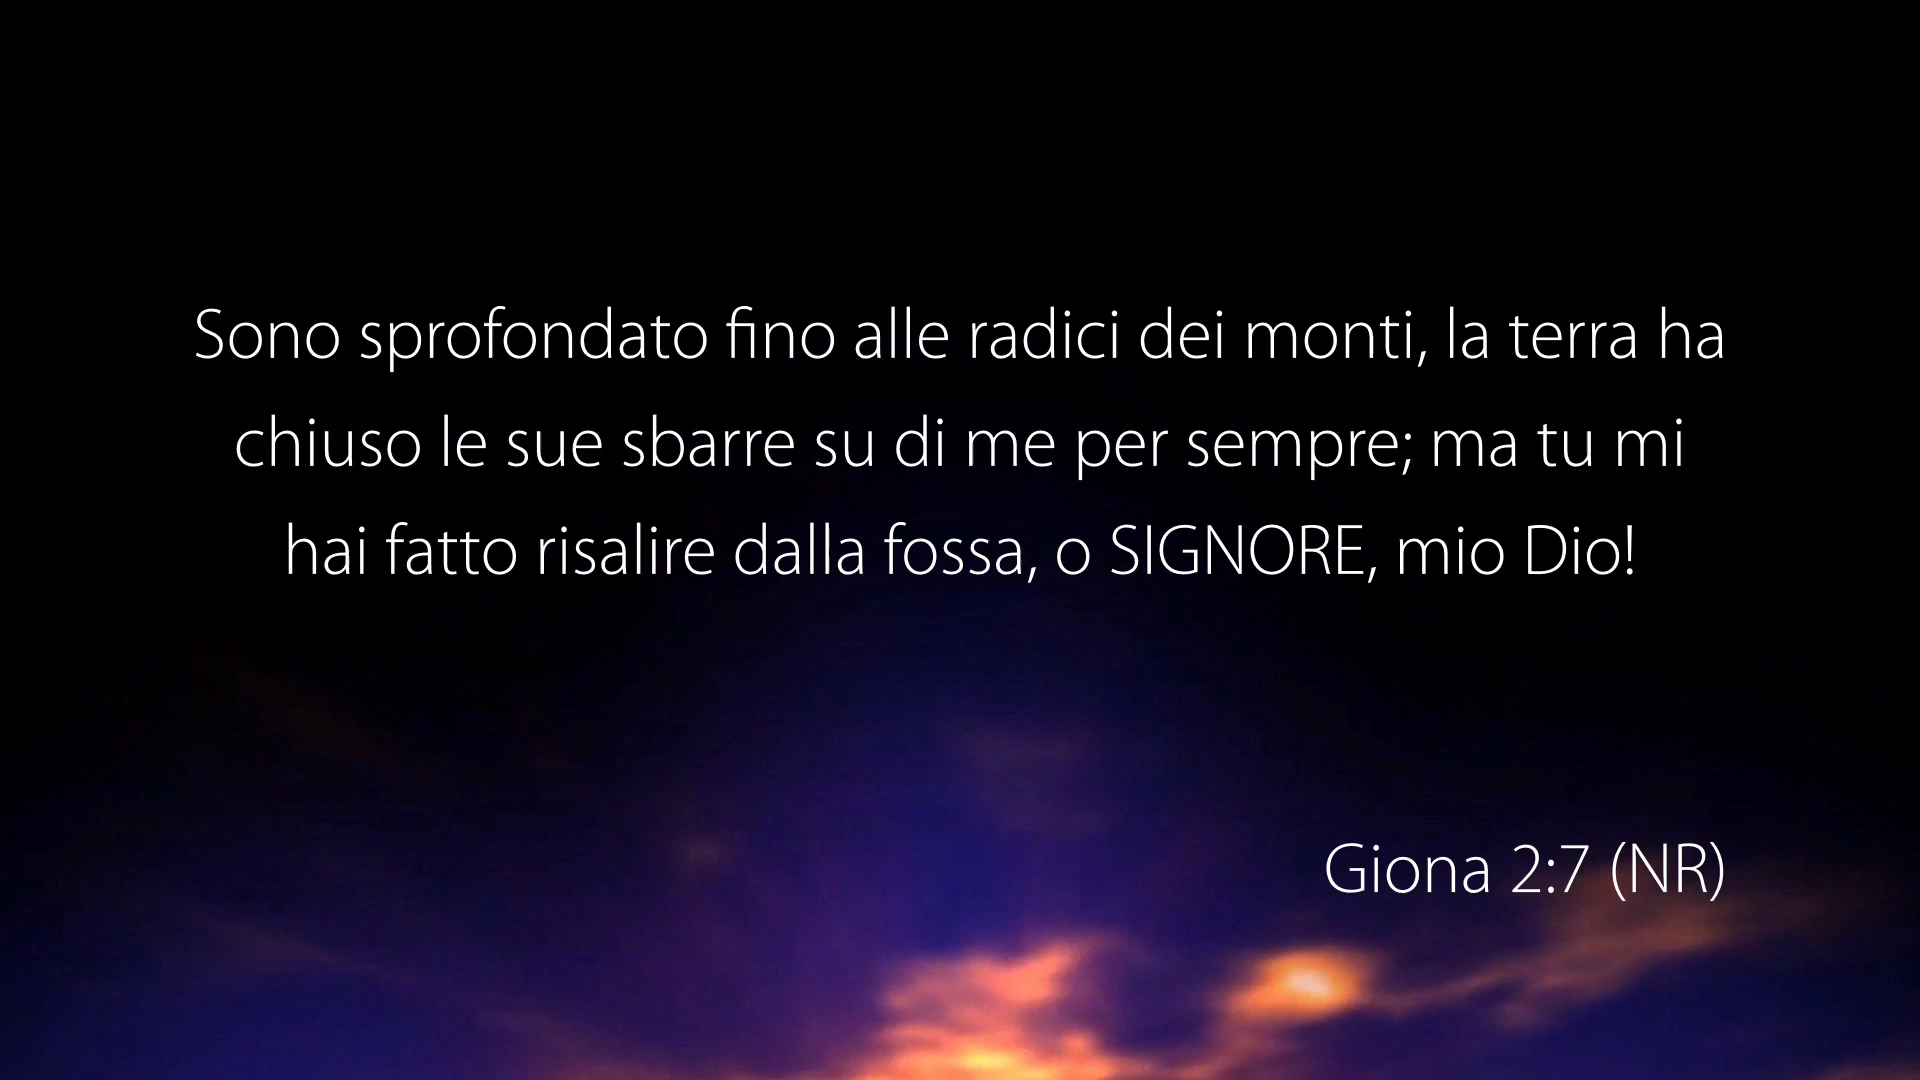 Sono sprofondato fino alle radici dei monti, la terra ha
chiuso le sue sbarre su di me per sempre; ma tu mi
hai fatto risalire dalla fossa, o SIGNORE, mio Dio!
Giona 2:7 (NR)